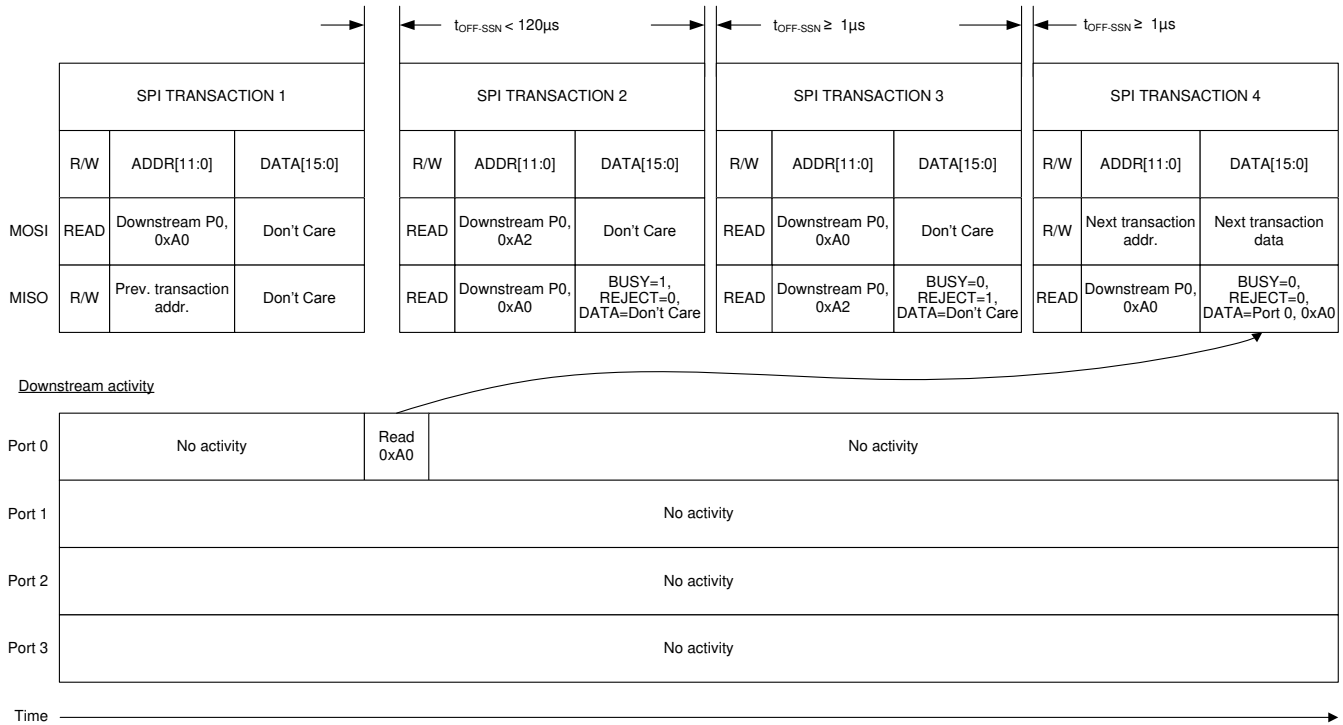 tOFF-SSN < 120µs
tOFF-SSN ≥ 1µs
tOFF-SSN ≥ 1µs
SPI TRANSACTION 1
SPI TRANSACTION 2
SPI TRANSACTION 3
SPI TRANSACTION 4
R/W
ADDR[11:0]
DATA[15:0]
R/W
ADDR[11:0]
DATA[15:0]
R/W
ADDR[11:0]
DATA[15:0]
R/W
ADDR[11:0]
DATA[15:0]
MOSI
READ
Downstream P0,
0xA0
Don't Care
READ
Downstream P0,
0xA2
Don't Care
READ
Downstream P0,
0xA0
Don't Care
R/W
Next transaction
addr.
Next transaction
data
MISO
R/W
Prev. transaction
addr.
Don't Care
READ
Downstream P0,
0xA0
BUSY=1,
REJECT=0,
DATA=Don't Care
READ
Downstream P0,
0xA2
BUSY=0,
REJECT=1,
DATA=Don't Care
READ
Downstream P0,
0xA0
BUSY=0,
REJECT=0,
DATA=Port 0, 0xA0
Downstream activity
Port 0
No activity
Read
0xA0
No activity
Port 1
No activity
Port 2
No activity
Port 3
No activity
Time